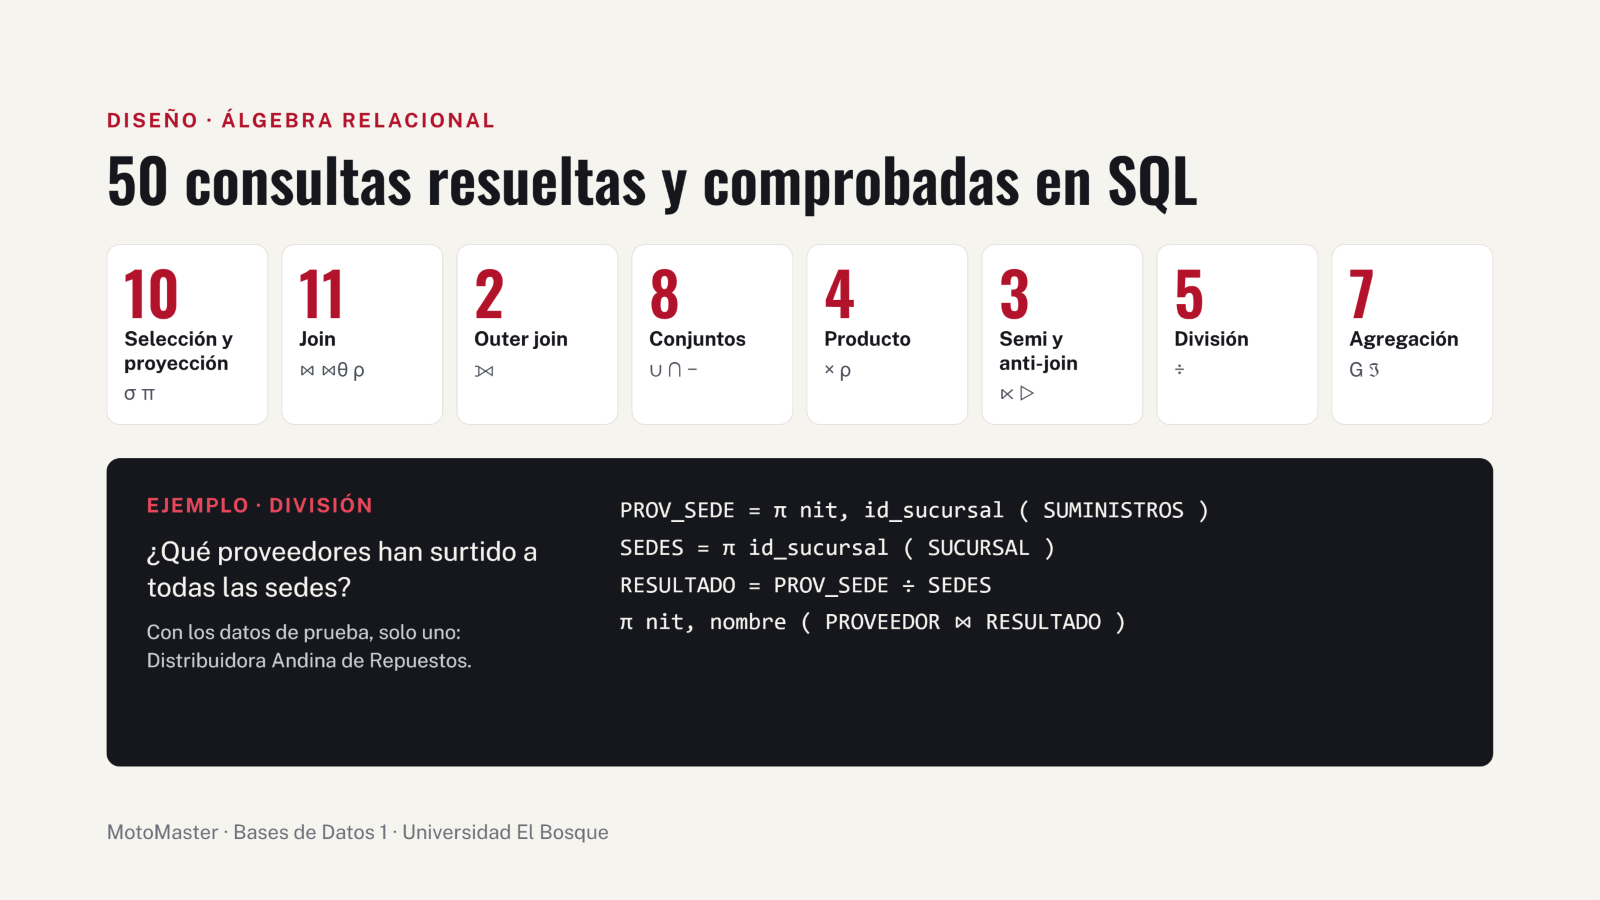 DISEÑO · ÁLGEBRA RELACIONAL
50 consultas resueltas y comprobadas en SQL
10
Selección y
proyección
σ π
11
Join
⋈ ⋈θ ρ
2
Outer join
⟕
8
Conjuntos
∪ ∩ −
4
Producto
× ρ
3
Semi y
anti-join
⋉ ▷
5
División
÷
7
Agregación
G ℑ
EJEMPLO · DIVISIÓN
¿Qué proveedores han surtido a
todas las sedes?
Con los datos de prueba, solo uno:
Distribuidora Andina de Repuestos.
PROV_SEDE = π nit, id_sucursal ( SUMINISTROS )
SEDES = π id_sucursal ( SUCURSAL )
RESULTADO = PROV_SEDE ÷ SEDES
π nit, nombre ( PROVEEDOR ⋈ RESULTADO )
MotoMaster · Bases de Datos 1 · Universidad El Bosque